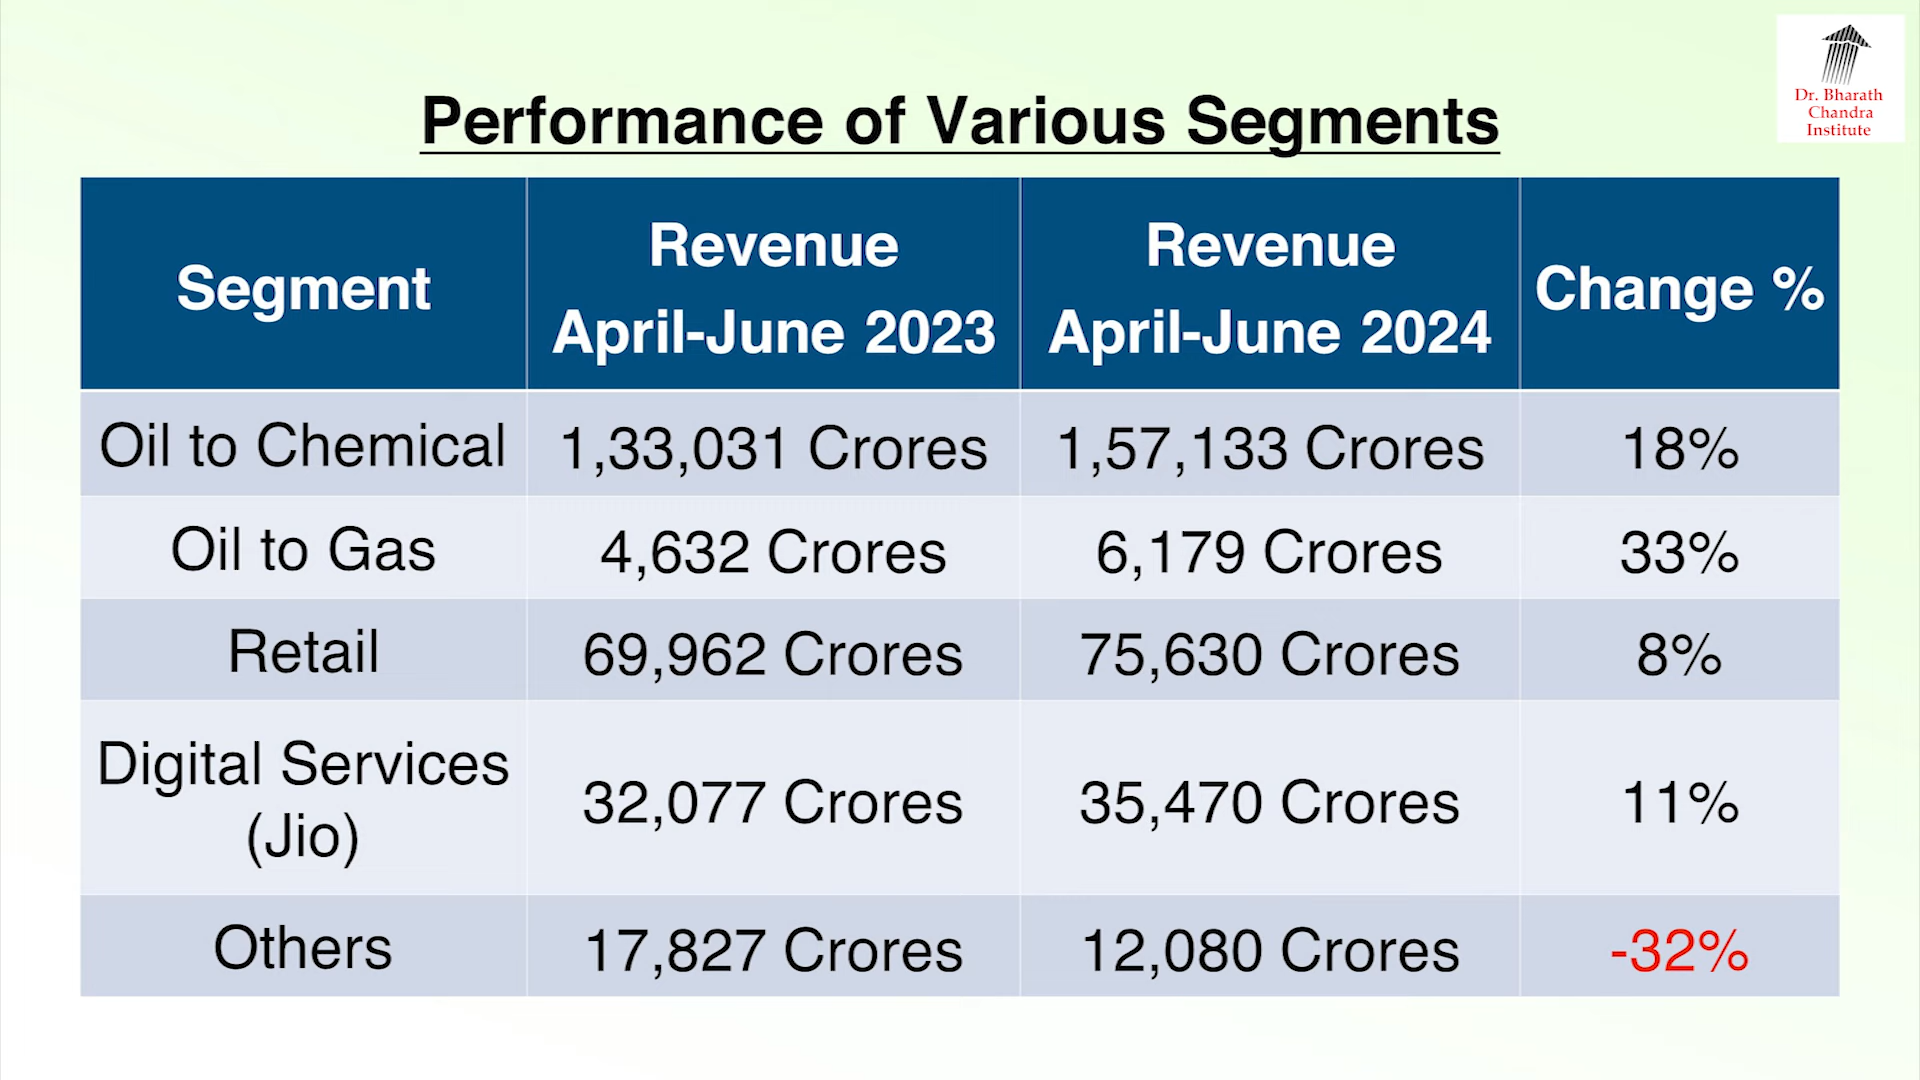 Dr. Bharath
Chandra
Institute
Performance of Various Segments
Segment
Revenue
April-June 2023
Revenue
April-June 2024
Change %
Oil to Chemical
1,33,031 Crores
1,57,133 Crores
18%
Oil to Gas
4,632 Crores
6,179 Crores
33%
Retail
69,962 Crores
75,630 Crores
8%
Digital Services
(Jio)
32,077 Crores
35,470 Crores
11%
Others
17,827 Crores
12,080 Crores
-32%